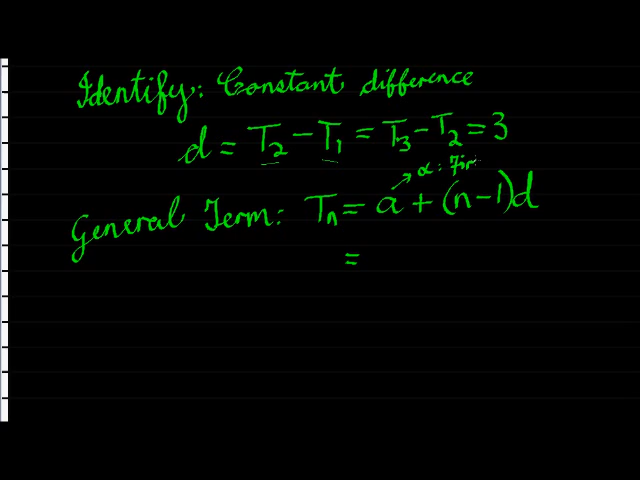 Identify: Constant difference
d = T₂ − T₁ = T₃ − T₂ = 3
a: Fir
General Term: Tₙ = a + (n − 1)d
=